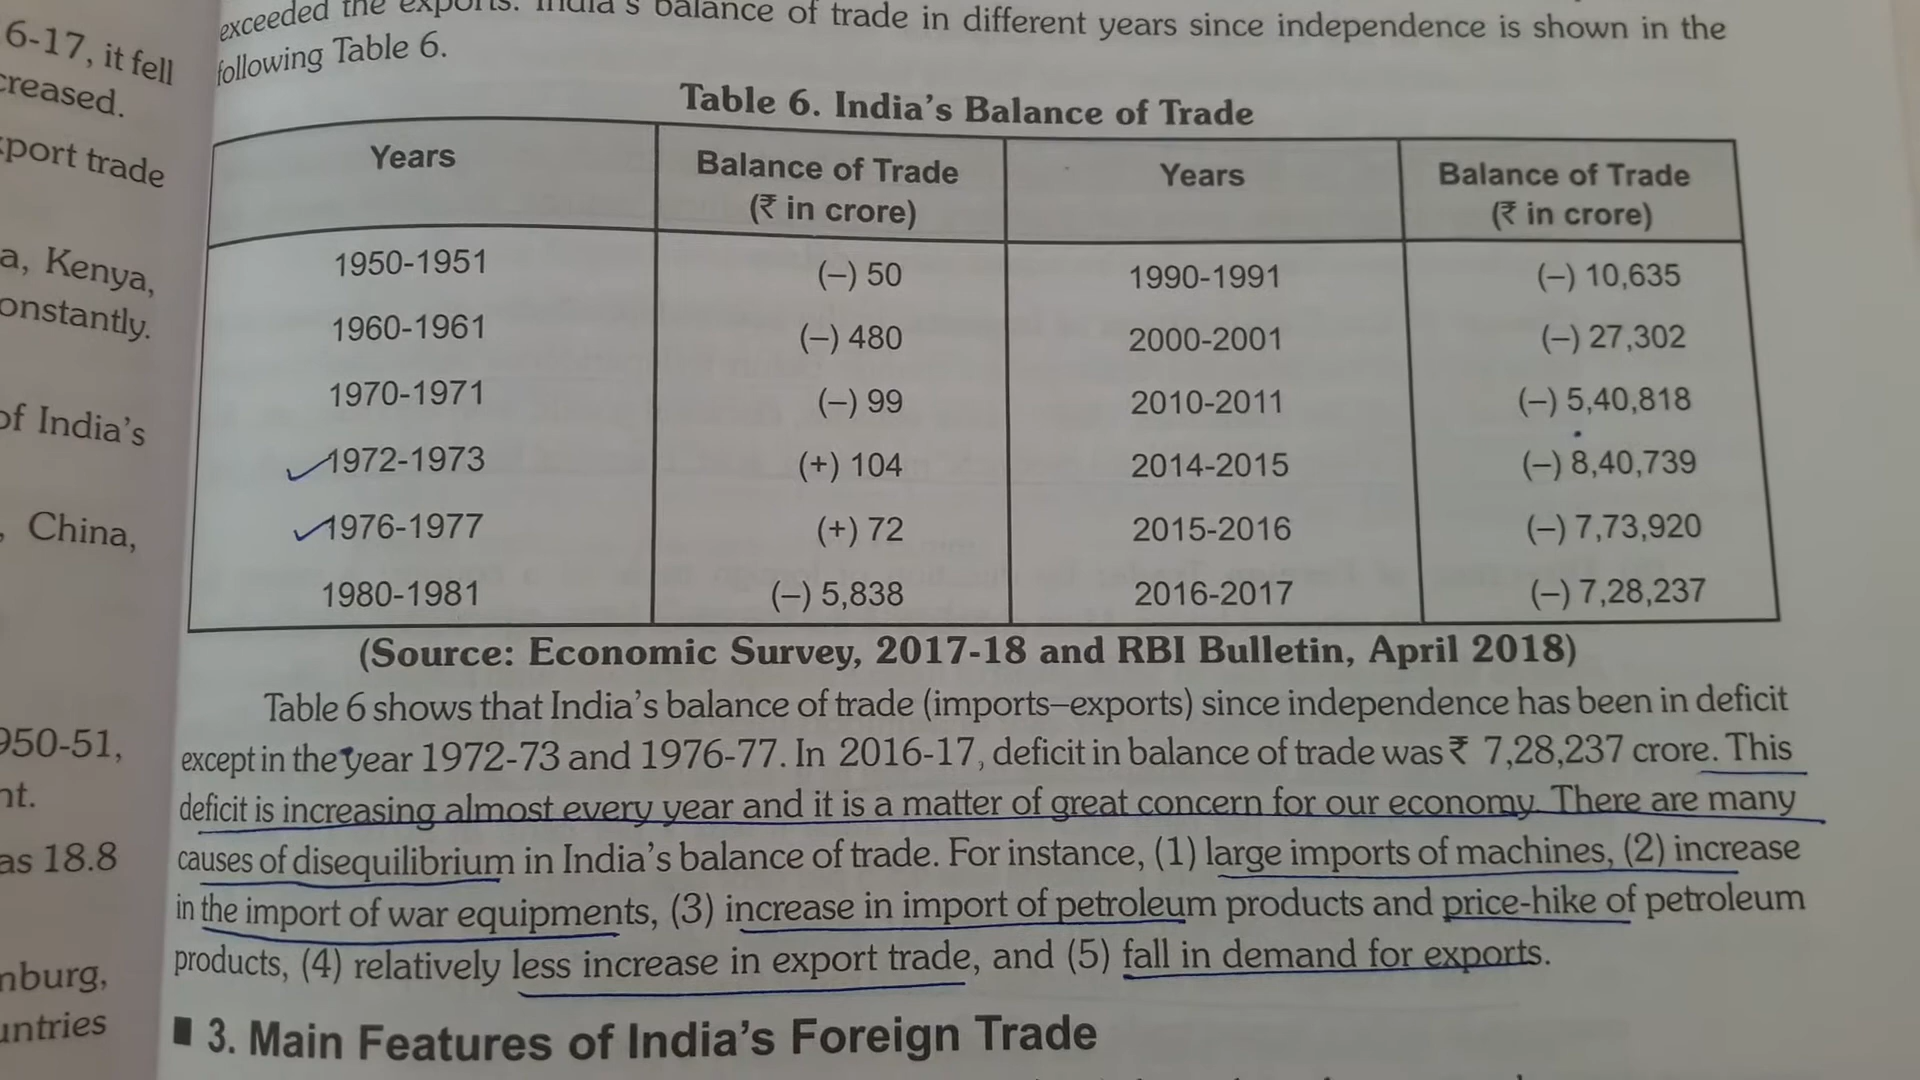 6-17, it fell
creased.
port trade
a, Kenya,
onstantly.
of India's
, China,
950-51,
nt.
as 18.8
nburg,
untries
exceeded the exports. India's balance of trade in different years since independence is shown in the
following Table 6.
Table 6. India's Balance of Trade
Years Balance of Trade (₹ in crore) Years Balance of Trade (₹ in crore)
1950-1951 (–) 50 1990-1991 (–) 10,635
1960-1961 (–) 480 2000-2001 (–) 27,302
1970-1971 (–) 99 2010-2011 (–) 5,40,818
1972-1973 (+) 104 2014-2015 (–) 8,40,739
1976-1977 (+) 72 2015-2016 (–) 7,73,920
1980-1981 (–) 5,838 2016-2017 (–) 7,28,237
(Source: Economic Survey, 2017-18 and RBI Bulletin, April 2018)
Table 6 shows that India's balance of trade (imports–exports) since independence has been in deficit
except in the year 1972-73 and 1976-77. In 2016-17, deficit in balance of trade was ₹ 7,28,237 crore. This
deficit is increasing almost every year and it is a matter of great concern for our economy. There are many
causes of disequilibrium in India's balance of trade. For instance, (1) large imports of machines, (2) increase
in the import of war equipments, (3) increase in import of petroleum products and price-hike of petroleum
products, (4) relatively less increase in export trade, and (5) fall in demand for exports.
3. Main Features of India's Foreign Trade